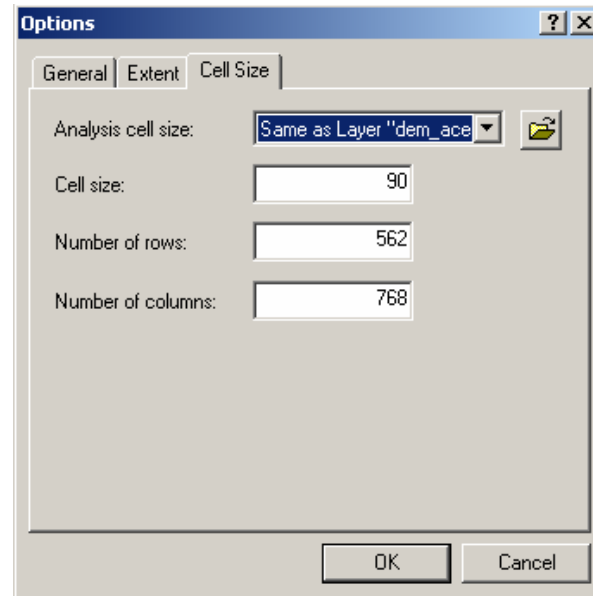 Options
General Extent Cell Size
Analysis cell size: Same as Layer "dem_ace
Cell size: 90
Number of rows: 562
Number of columns: 768
OK Cancel